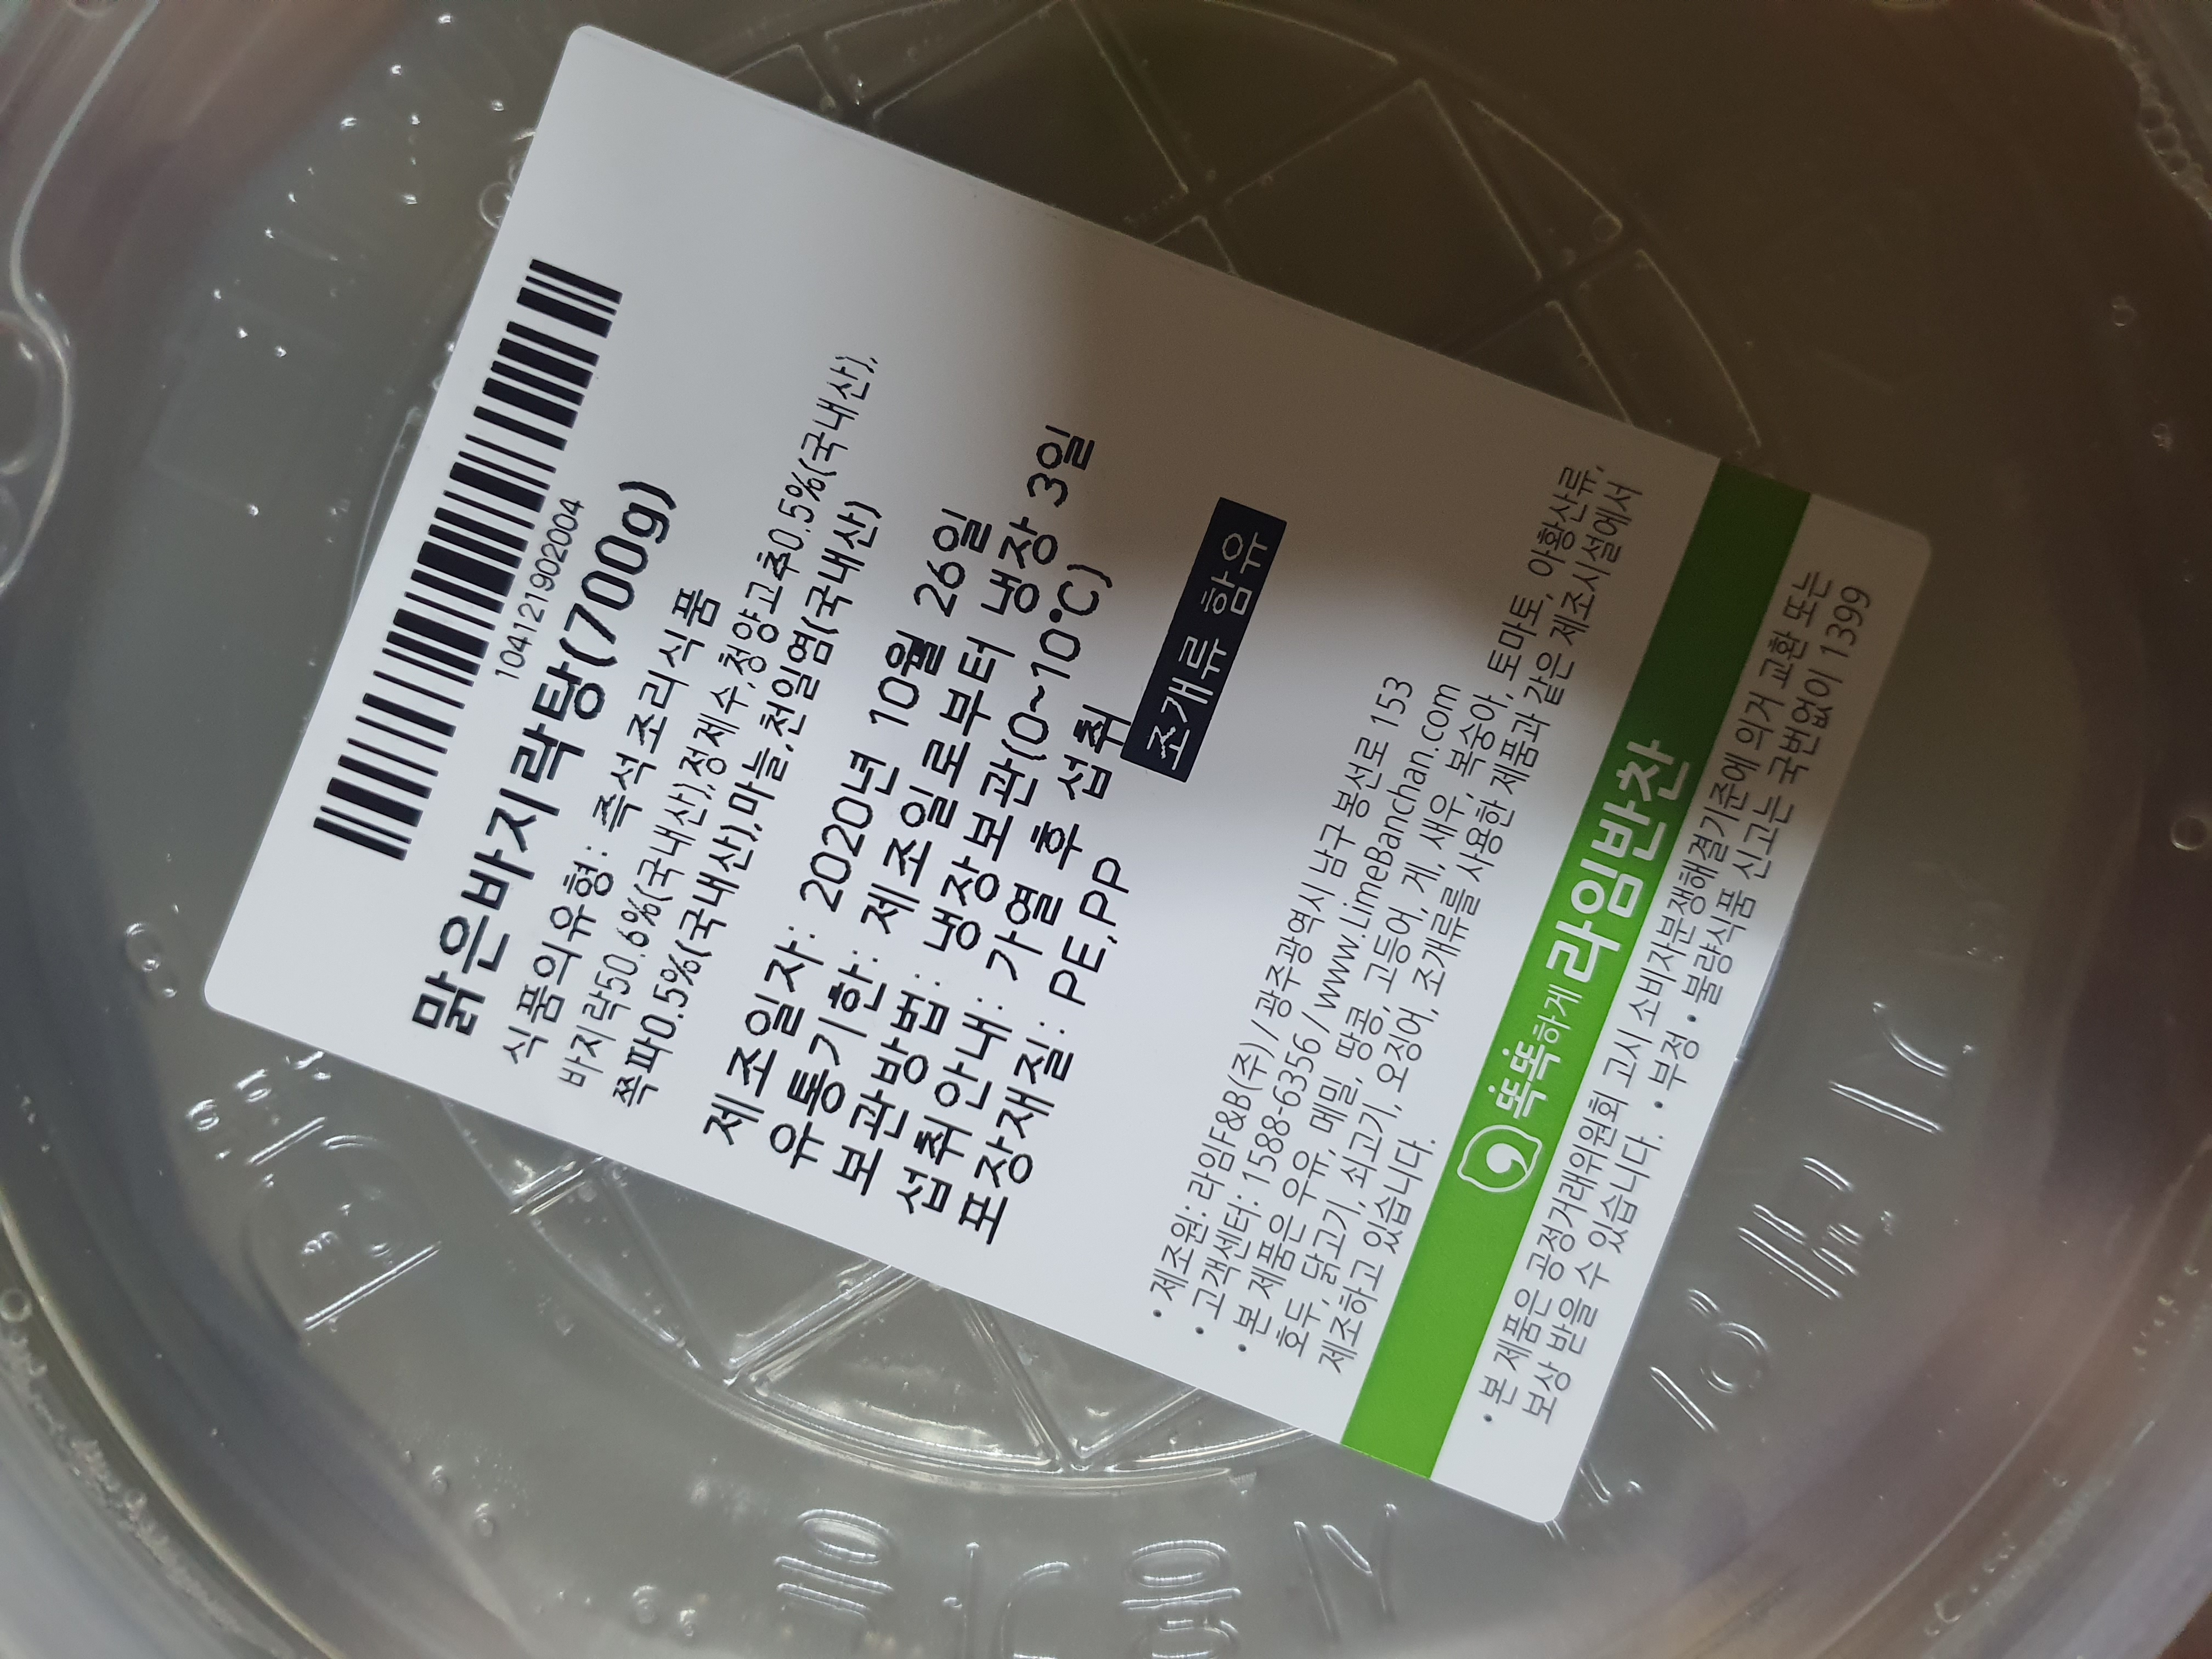 104121902004
맑은바지락탕(700g)
식품의유형: 즉석조리식품
바지락50.6%(국내산),정제수,청양고추0.5%(국내산),
쪽파0.5%(국내산),마늘,천일염(국내산)
제조일자: 2020년 10월 26일
유통기한: 제조일로부터 냉장 3일
보관방법: 냉장보관(0~10°C)
섭취안내: 가열 후 섭취
포장재질: PE,PP
조개류 함유
• 제조원: 라임F&B(주) / 광주광역시 남구 봉선로 153
• 고객센터: 1588-6356 / www.LimeBanchan.com
• 본 제품은 우유, 메밀, 땅콩, 고등어, 게, 새우, 복숭아, 토마토, 아황산류,
호두, 닭고기, 쇠고기, 오징어, 조개류를 사용한 제품과 같은 제조시설에서
제조하고 있습니다.
똑똑하게 라임반찬
• 본 제품은 공정거래위원회 고시 소비자분쟁해결기준에 의거 교환 또는
보상 받을 수 있습니다. • 부정 • 불량식품 신고는 국번없이 1399